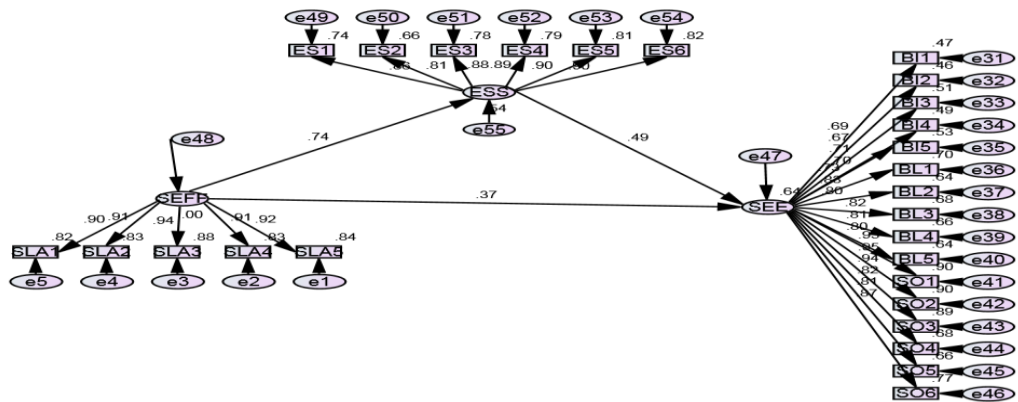 e49 e50 e51 e52 e53 e54
.74 .66 .78 .79 .81 .82
ES1 ES2 ES3 ES4 ES5 ES6
.81 .88 .89 .90
ESS
e55
e48
.74
.49
e47
SEFF
.37
.64
SEE
.90 .91 .94 .00 .91 .92
.82 .83 .88 .83 .84
SLA1 SLA2 SLA3 SLA4 SLA5
e5 e4 e3 e2 e1
.47
BI1 e31
.46
BI2 e32
.51
BI3 e33
.49
BI4 e34
.53
BI5 e35
.70
BL1 e36
.64
BL2 e37
.68
BL3 e38
.66
BL4 e39
.64
BL5 e40
.90
SO1 e41
.90
SO2 e42
.89
SO3 e43
.68
SO4 e44
.66
SO5 e45
.77
SO6 e46
.69
.67
.71
.70
.80
.82
.81
.80
.95
.94
.82
.81
.87